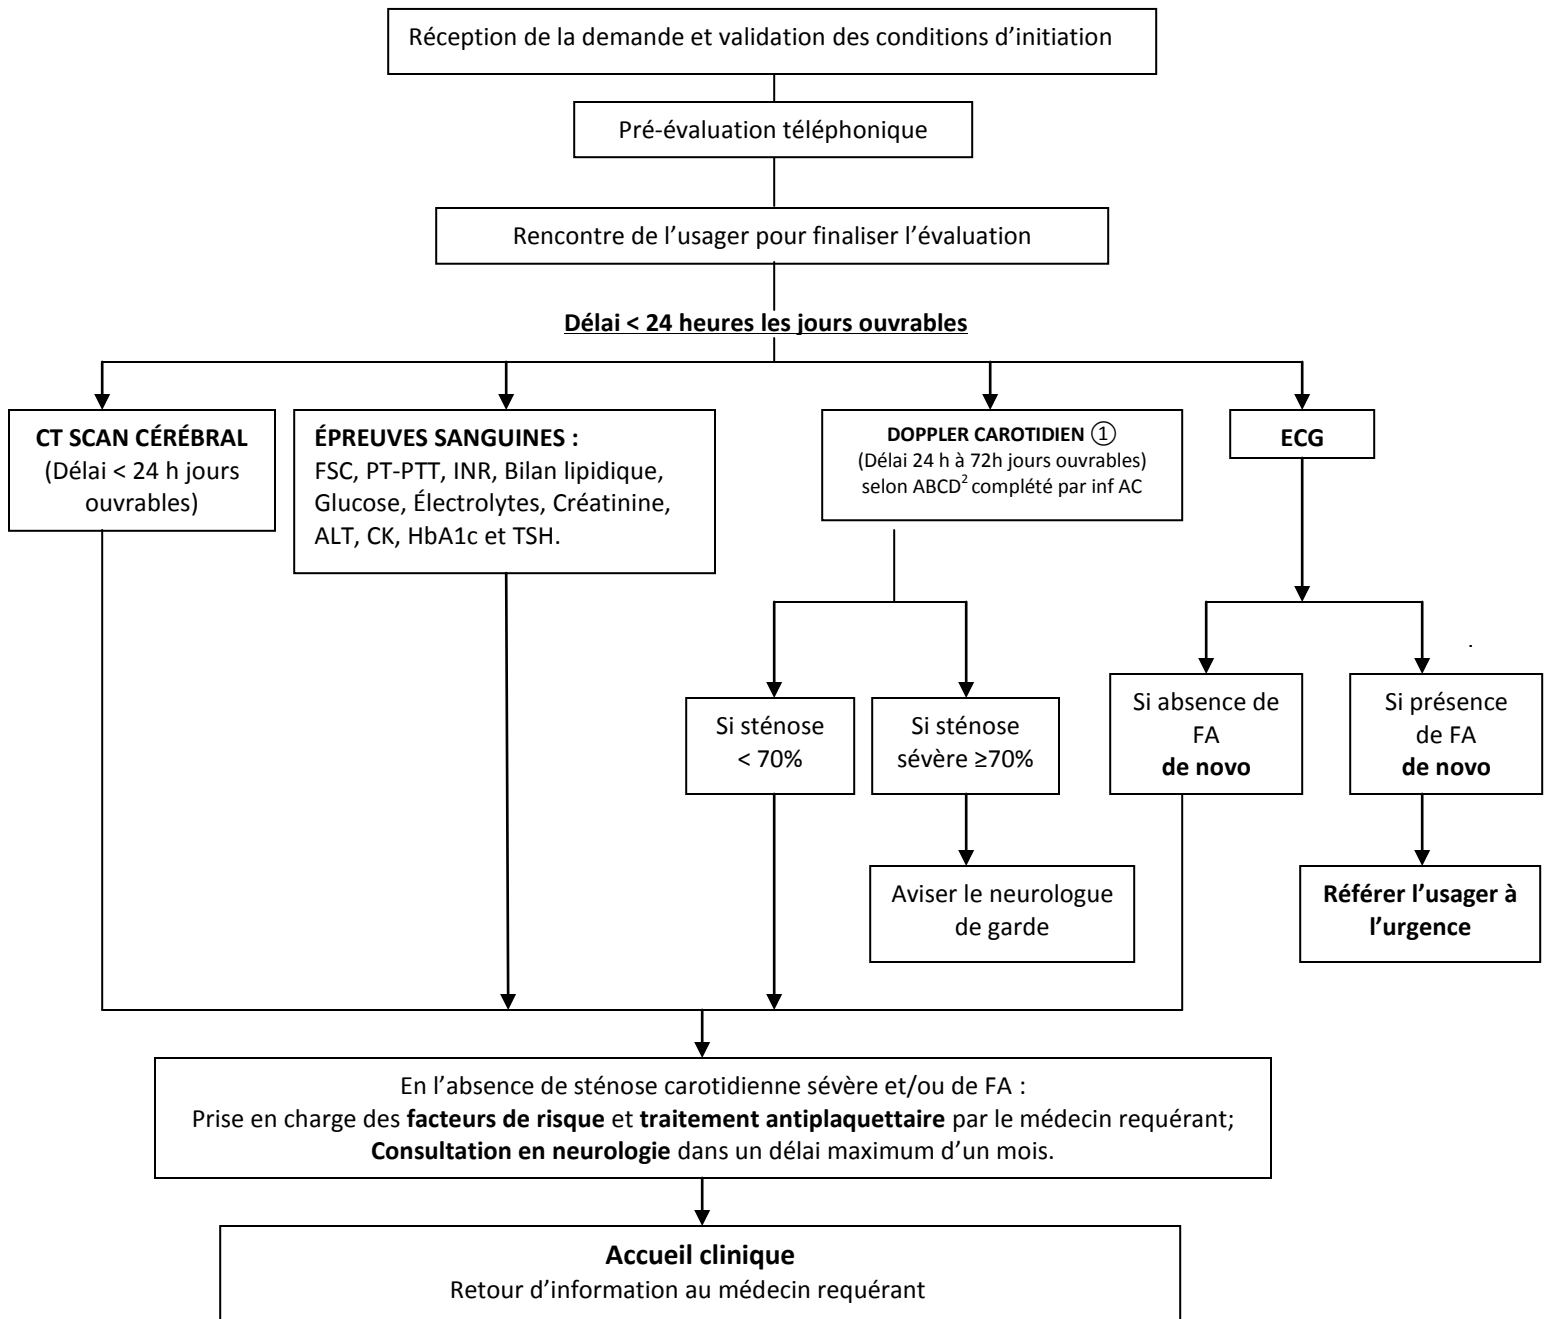 Réception de la demande et validation des conditions d’initiation
Pré-évaluation téléphonique
Rencontre de l’usager pour finaliser l’évaluation
Délai < 24 heures les jours ouvrables
CT SCAN CÉRÉBRAL
(Délai < 24 h jours
ouvrables)
ÉPREUVES SANGUINES :
FSC, PT-PTT, INR, Bilan lipidique,
Glucose, Électrolytes, Créatinine,
ALT, CK, HbA1c et TSH.
DOPPLER CAROTIDIEN ①
(Délai 24 h à 72h jours ouvrables)
selon ABCD² complété par inf AC
ECG
Si sténose
< 70%
Si sténose
sévère ≥70%
Si absence de
FA
de novo
Si présence
de FA
de novo
Aviser le neurologue
de garde
Référer l’usager à
l’urgence
En l’absence de sténose carotidienne sévère et/ou de FA :
Prise en charge des facteurs de risque et traitement antiplaquettaire par le médecin requérant;
Consultation en neurologie dans un délai maximum d’un mois.
Accueil clinique
Retour d’information au médecin requérant